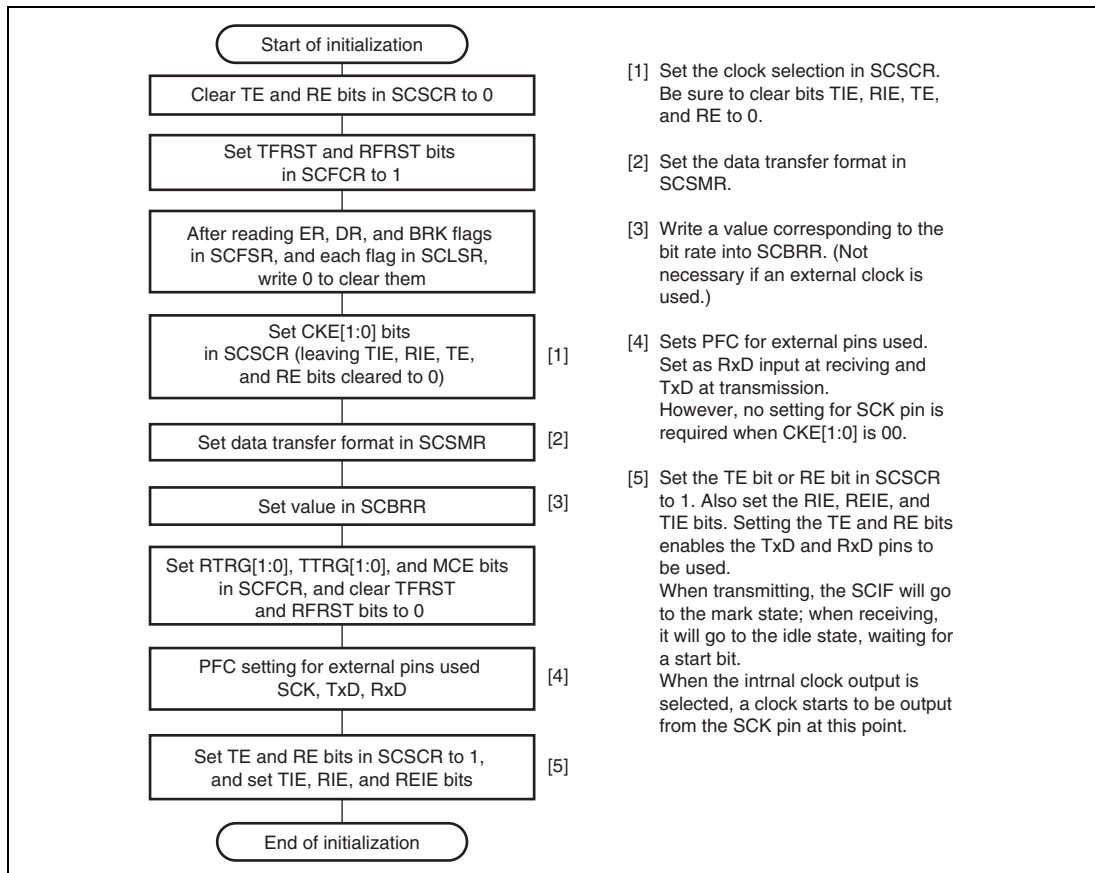 Start of initialization
Clear TE and RE bits in SCSCR to 0
Set TFRST and RFRST bits
in SCFCR to 1
After reading ER, DR, and BRK flags
in SCFSR, and each flag in SCLSR,
write 0 to clear them
Set CKE[1:0] bits
in SCSCR (leaving TIE, RIE, TE,
and RE bits cleared to 0)
[1]
Set data transfer format in SCSMR
[2]
Set value in SCBRR
[3]
Set RTRG[1:0], TTRG[1:0], and MCE bits
in SCFCR, and clear TFRST
and RFRST bits to 0
PFC setting for external pins used
SCK, TxD, RxD
[4]
Set TE and RE bits in SCSCR to 1,
and set TIE, RIE, and REIE bits
[5]
End of initialization
[1] Set the clock selection in SCSCR.
Be sure to clear bits TIE, RIE, TE,
and RE to 0.
[2] Set the data transfer format in
SCSMR.
[3] Write a value corresponding to the
bit rate into SCBRR. (Not
necessary if an external clock is
used.)
[4] Sets PFC for external pins used.
Set as RxD input at reciving and
TxD at transmission.
However, no setting for SCK pin is
required when CKE[1:0] is 00.
[5] Set the TE bit or RE bit in SCSCR
to 1. Also set the RIE, REIE, and
TIE bits. Setting the TE and RE bits
enables the TxD and RxD pins to
be used.
When transmitting, the SCIF will go
to the mark state; when receiving,
it will go to the idle state, waiting for
a start bit.
When the intrnal clock output is
selected, a clock starts to be output
from the SCK pin at this point.